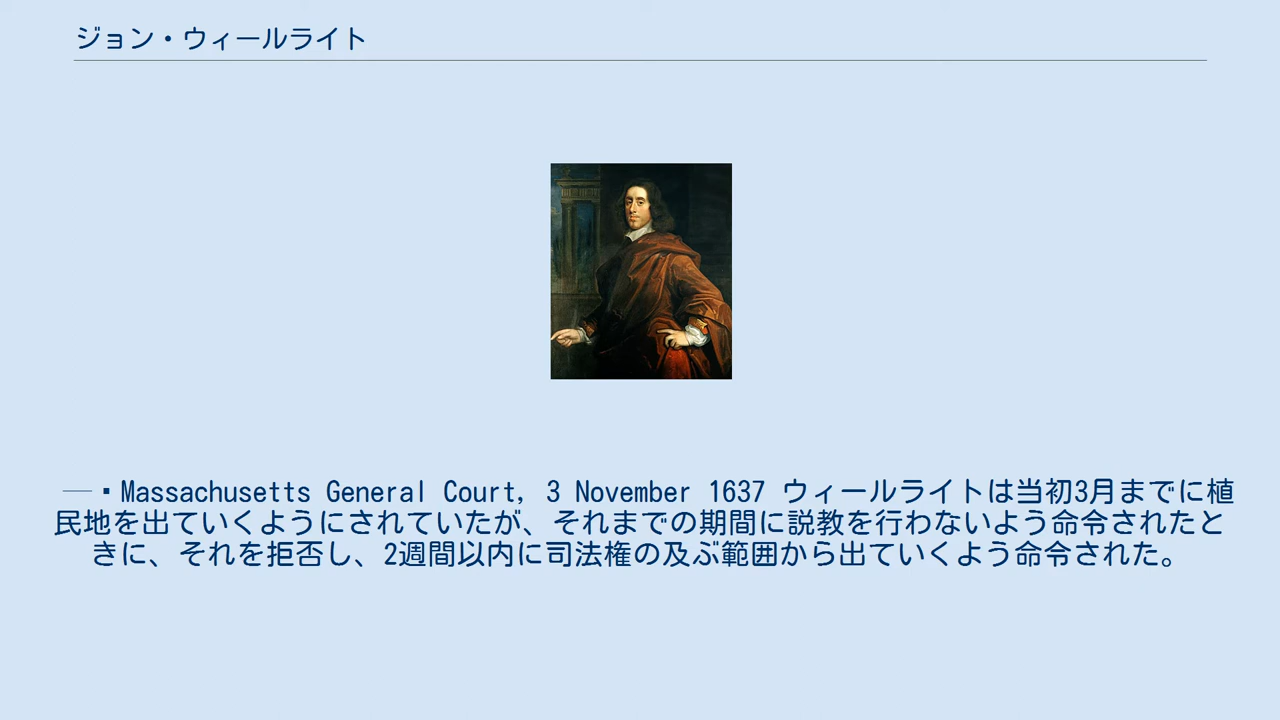 ジョン・ウィールライト
―▪Massachusetts General Court, 3 November 1637 ウィールライトは当初3月までに植
民地を出ていくようにされていたが、それまでの期間に説教を行わないよう命令されたと
きに、それを拒否し、2週間以内に司法権の及ぶ範囲から出ていくよう命令された。